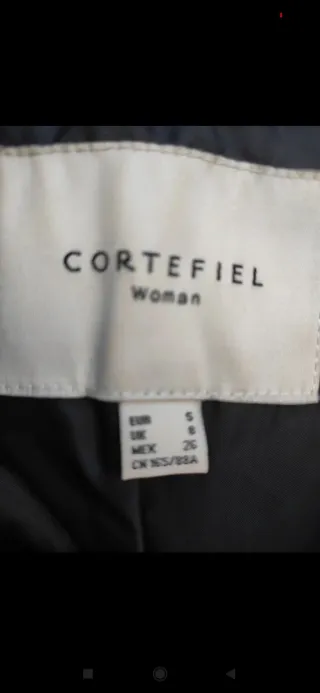 CORTEFIEL
Woman
EUR S
UK 8
MEX 26
CN 165/88A